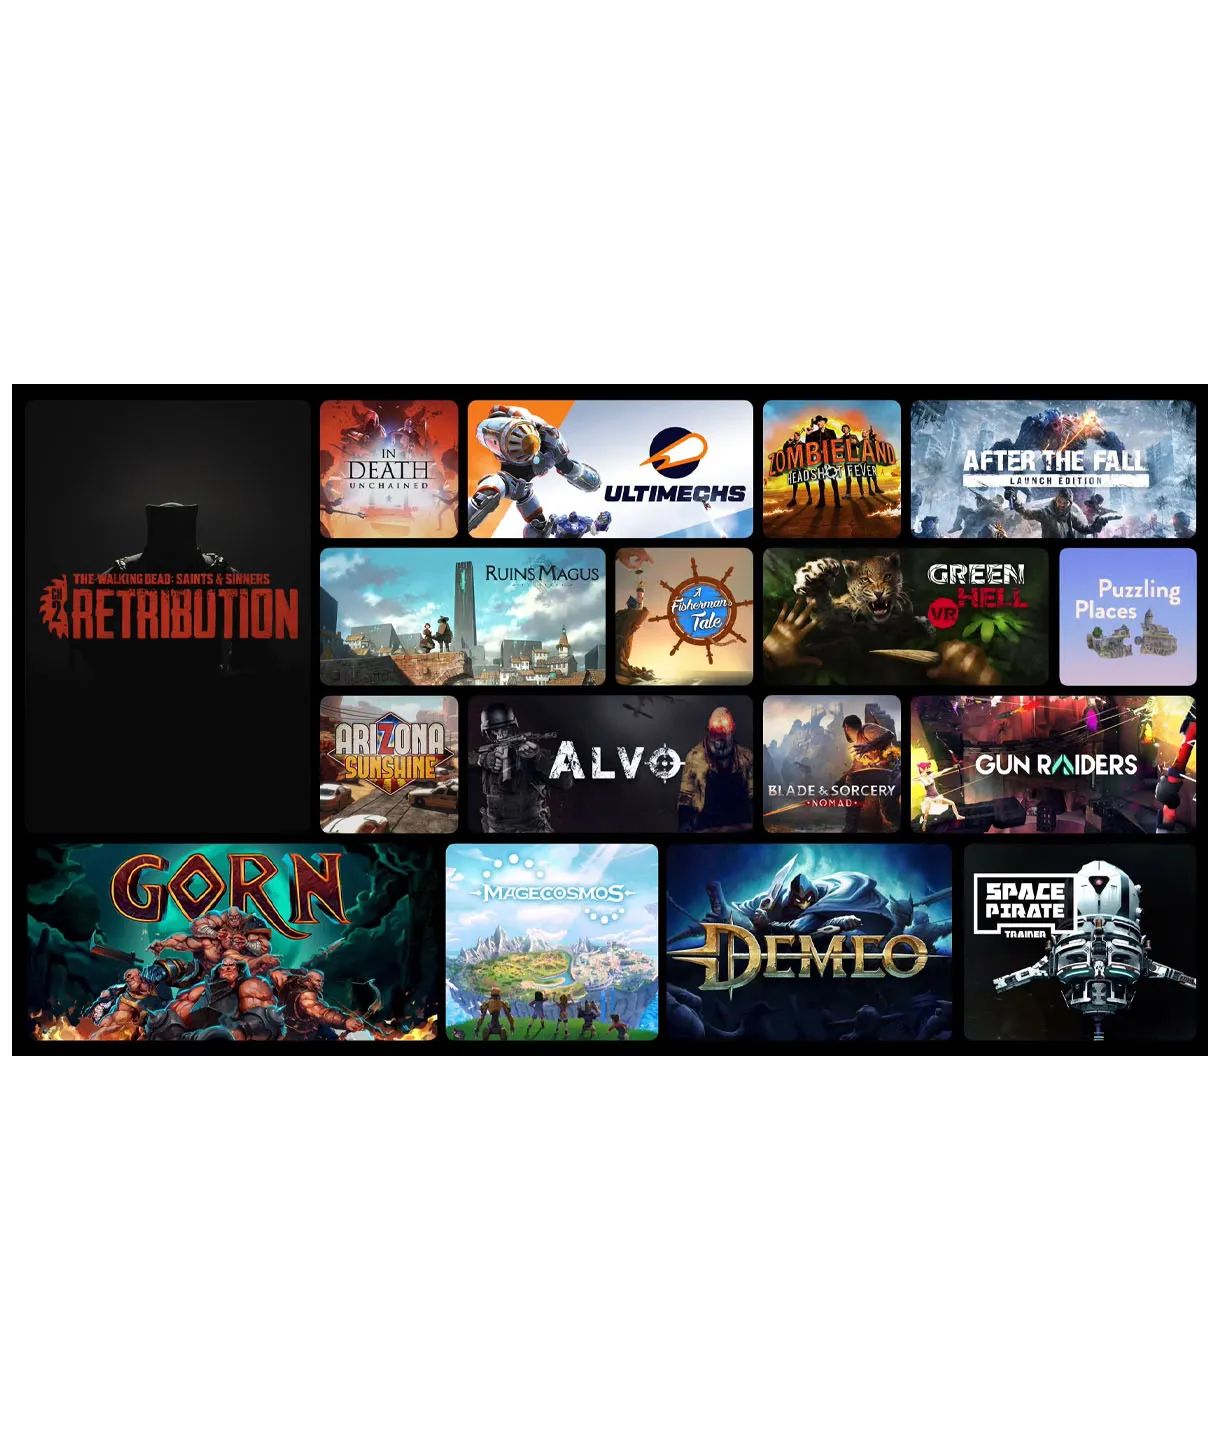 THE WALKING DEAD: SAINTS & SINNERS
CH 2
RETRIBUTION
IN
DEATH
UNCHAINED
ULTIMECHS
ZOMBIELAND
HEADSHOT FEVER
AFTER THE FALL
LAUNCH EDITION
RUINS MAGUS
A
Fisherman's
Tale
GREEN
HELL
VR
Puzzling
Places
ARIZONA
SUNSHINE
ALVO
BLADE & SORCERY
NOMAD
GUN RAIDERS
GORN
MAGECOSMOS
DEMEO
SPACE
PIRATE
TRAINER